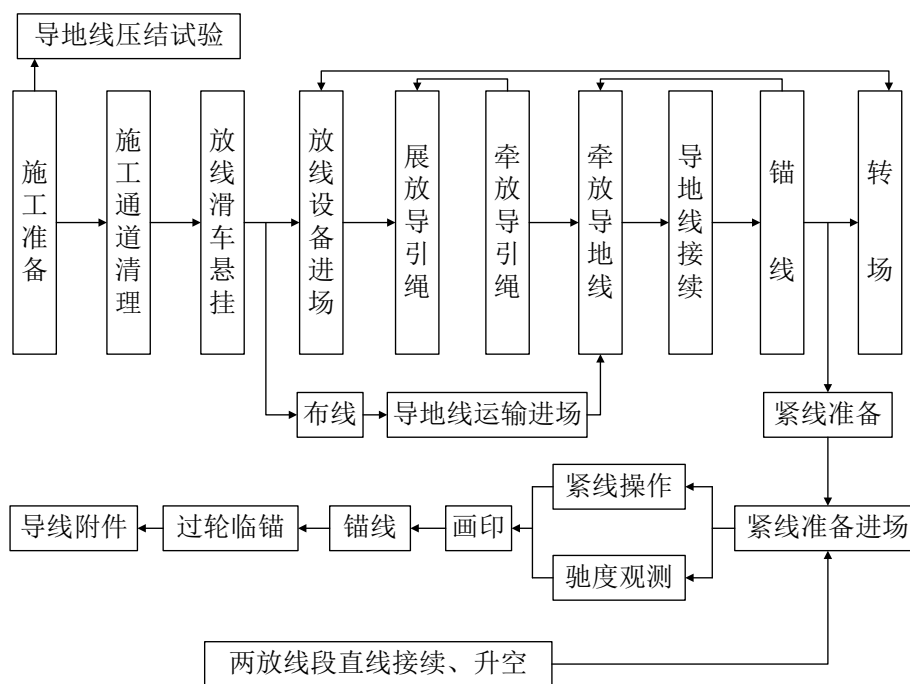 导地线压结试验
施工准备
施工通道清理
放线滑车悬挂
放线设备进场
展放导引绳
牵放导引绳
牵放导地线
导地线接续
锚线
转场
布线
导地线运输进场
紧线准备
紧线操作
导线附件
过轮临锚
锚线
画印
紧线准备进场
驰度观测
两放线段直线接续、升空